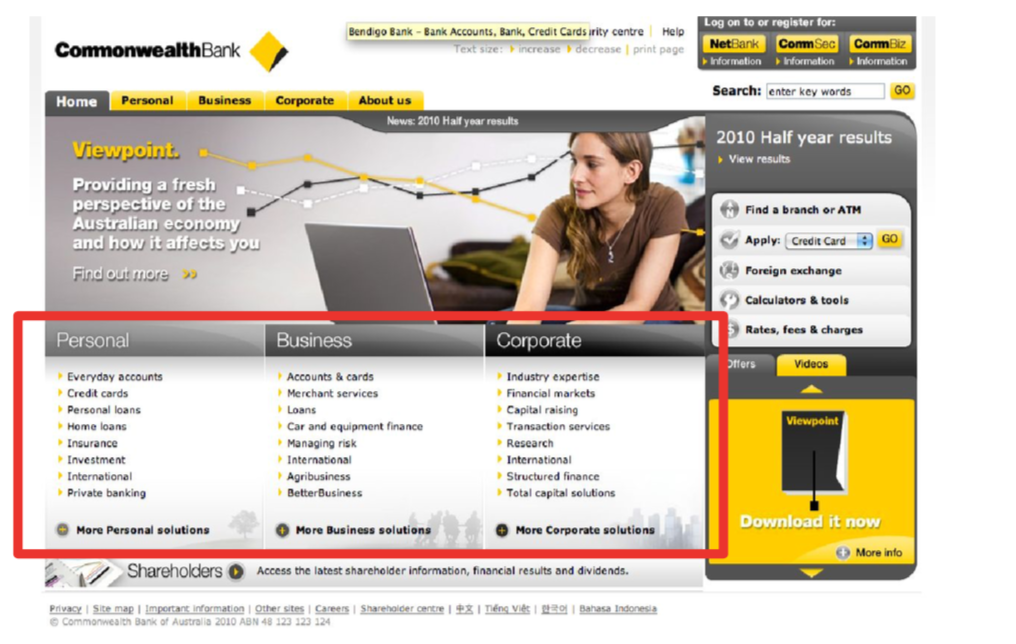 Bendigo Bank - Bank Accounts, Bank, Credit Cards
rity centre | Help
Text size: increase decrease | print page
CommonwealthBank
Log on to or register for:
NetBank CommSec CommBiz
Information Information Information
Search: enter key words GO
Home Personal Business Corporate About us
News: 2010 Half year results
Viewpoint.
Providing a fresh
perspective of the
Australian economy
and how it affects you
Find out more
2010 Half year results
View results
Find a branch or ATM
Apply: Credit Card GO
Foreign exchange
Calculators & tools
Rates, fees & charges
Personal
Everyday accounts
Credit cards
Personal loans
Home loans
Insurance
Investment
International
Private banking
More Personal solutions
Business
Accounts & cards
Merchant services
Loans
Car and equipment finance
Managing risk
International
Agribusiness
BetterBusiness
More Business solutions
Corporate
Industry expertise
Financial markets
Capital raising
Transaction services
Research
International
Structured finance
Total capital solutions
More Corporate solutions
Offers Videos
Viewpoint
Download it now
More info
Shareholders Access the latest shareholder information, financial results and dividends.
Privacy | Site map | Important information | Other sites | Careers | Shareholder centre | 中文 | Tiếng Việt | 한국어 | Bahasa Indonesia
© Commonwealth Bank of Australia 2010 ABN 48 123 123 124